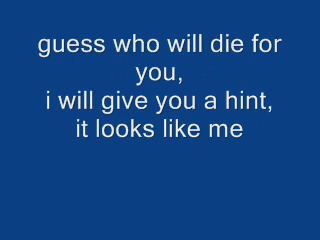 guess who will die for
you,
i will give you a hint,
it looks like me